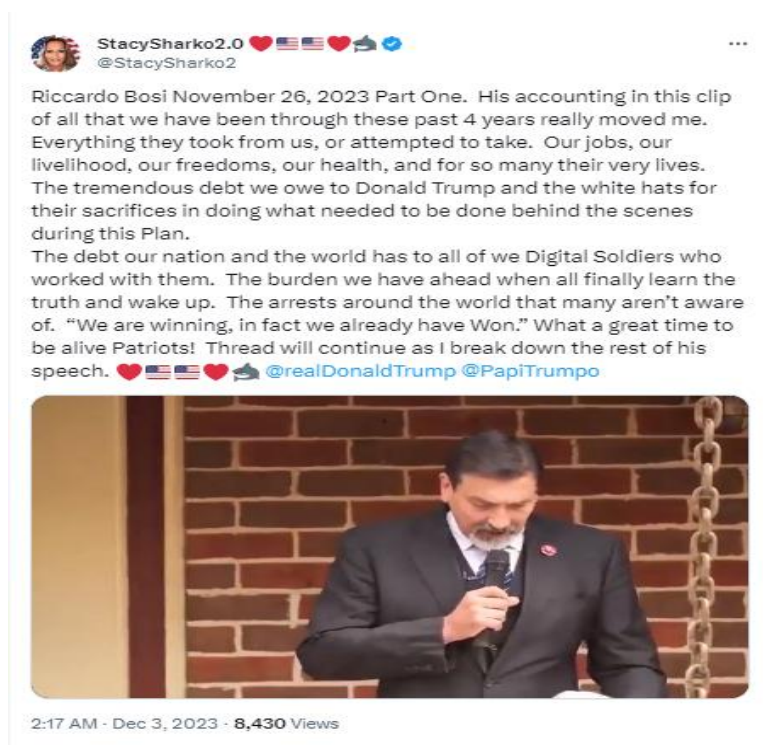 StacySharko2.0 ❤️🇺🇸🇺🇸❤️🦈
@StacySharko2
Riccardo Bosi November 26, 2023 Part One.  His accounting in this clip
of all that we have been through these past 4 years really moved me.
Everything they took from us, or attempted to take.  Our jobs, our
livelihood, our freedoms, our health, and for so many their very lives.
The tremendous debt we owe to Donald Trump and the white hats for
their sacrifices in doing what needed to be done behind the scenes
during this Plan.
The debt our nation and the world has to all of we Digital Soldiers who
worked with them.  The burden we have ahead when all finally learn the
truth and wake up.  The arrests around the world that many aren’t aware
of.  “We are winning, in fact we already have Won.” What a great time to
be alive Patriots!  Thread will continue as I break down the rest of his
speech. ❤️🇺🇸🇺🇸❤️🦈 @realDonaldTrump @PapiTrumpo
2:17 AM · Dec 3, 2023 · 8,430 Views